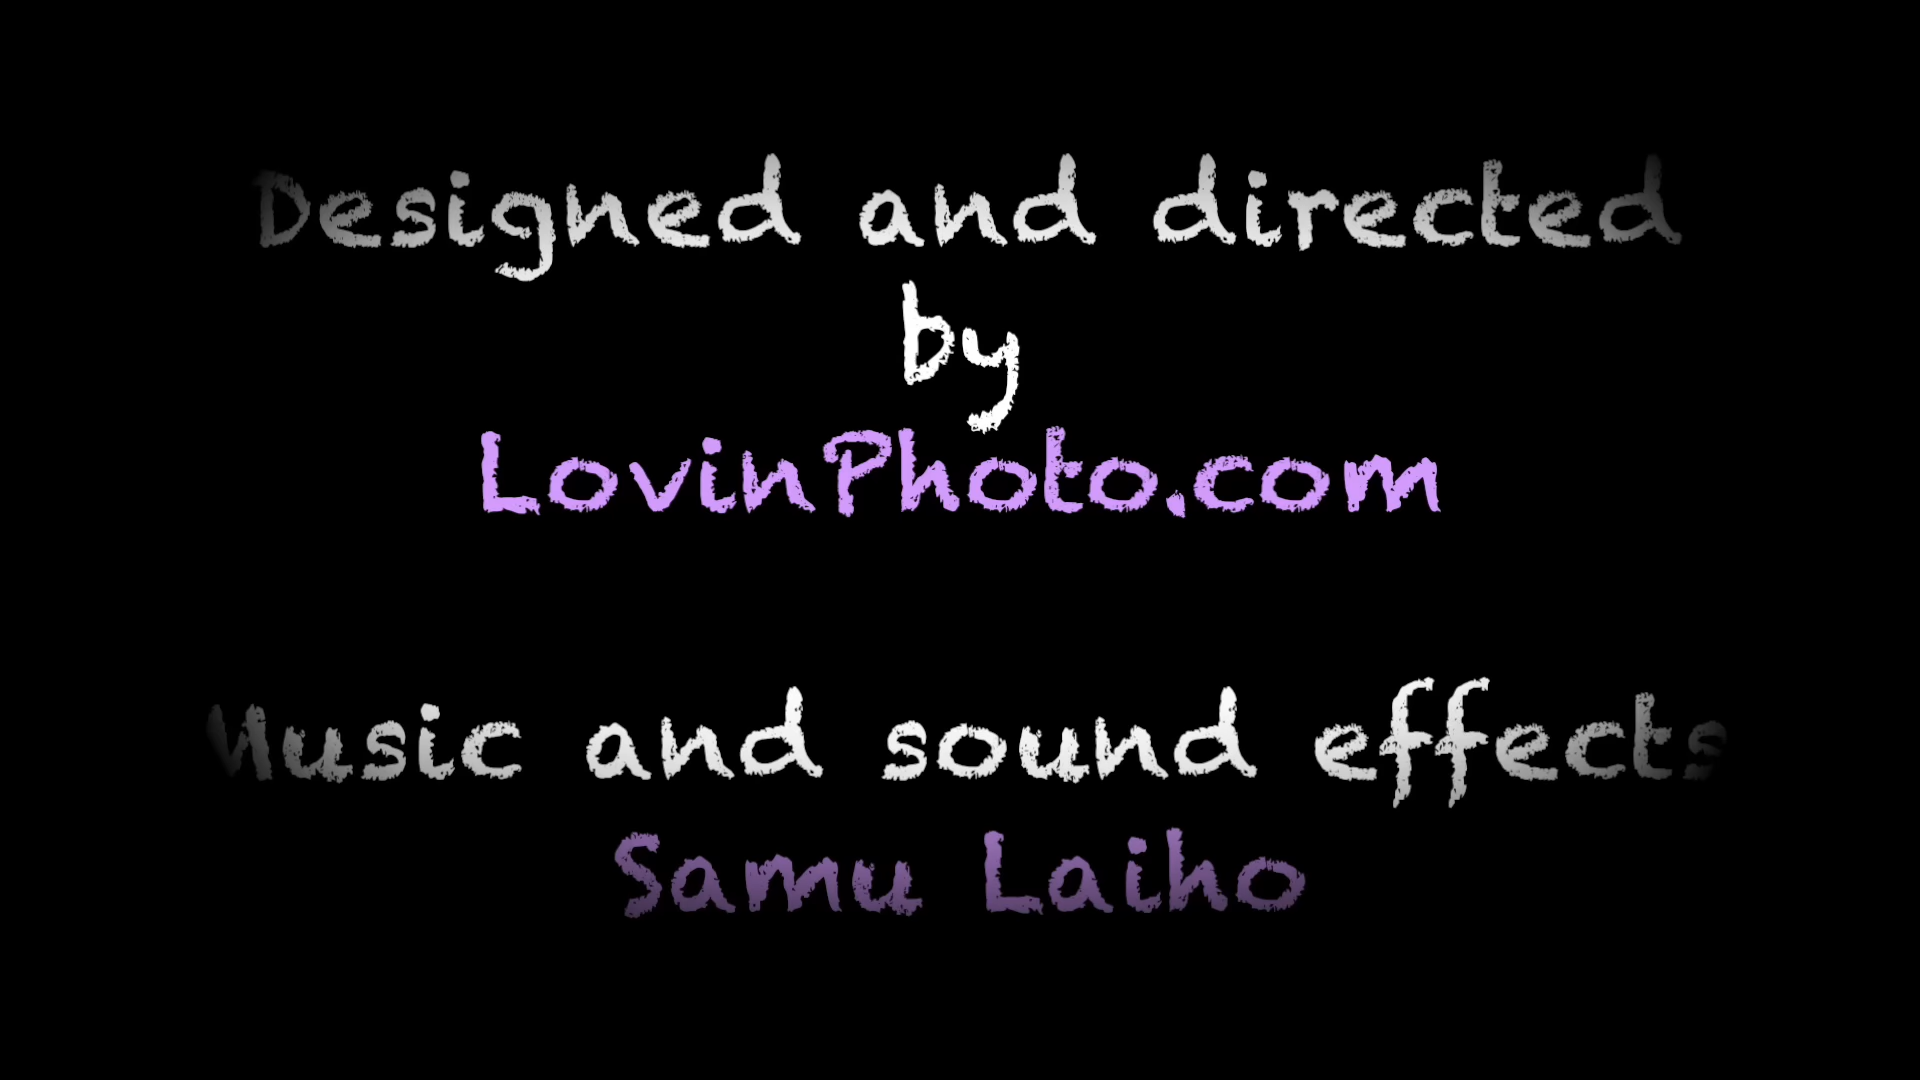 Designed and directed
by
LovinPhoto.com
Music and sound effects
Samu Laiho